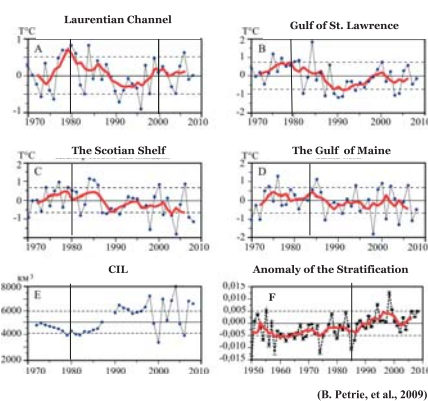 Laurentian Channel
Gulf of St. Lawrence
T°C
T°C
A
B
1
0
-1
2
1
0
-1
-2
1970 1980 1990 2000 2010
1970 1980 1990 2000 2010
The Scotian Shelf
The Gulf of Maine
T°C
T°C
C
D
2
1
0
-1
-2
2
1
0
-1
-2
1970 1980 1990 2000 2010
1970 1980 1990 2000 2010
CIL
Anomaly of the Stratification
км³
E
F
8000
6000
4000
2000
0,015
0,010
0,005
0,000
-0,005
-0,010
-0,015
1970 1980 1990 2000 2010
1950 1960 1970 1980 1990 2000 2010
(B. Petrie, et al., 2009)